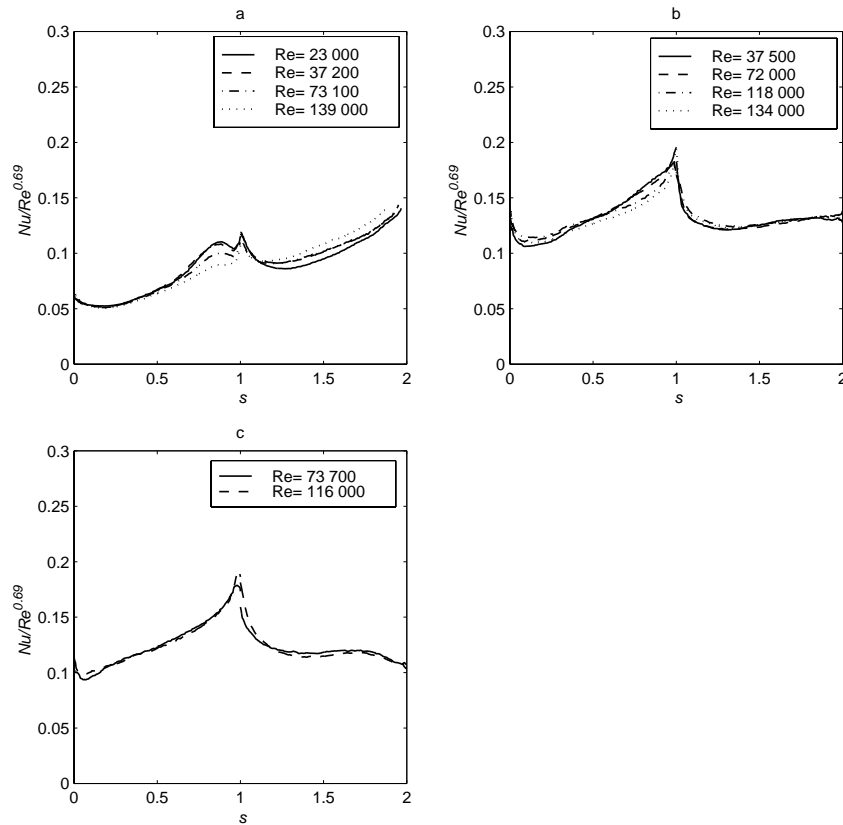 a
0.3
0.25
0.2
0.15
0.1
0.05
0
0
0.5
1
1.5
2
s
Nu/Re^0.69
Re= 23 000
Re= 37 200
Re= 73 100
Re= 139 000
b
0.3
0.25
0.2
0.15
0.1
0.05
0
0
0.5
1
1.5
2
s
Nu/Re^0.69
Re= 37 500
Re= 72 000
Re= 118 000
Re= 134 000
c
0.3
0.25
0.2
0.15
0.1
0.05
0
0
0.5
1
1.5
2
s
Nu/Re^0.69
Re= 73 700
Re= 116 000